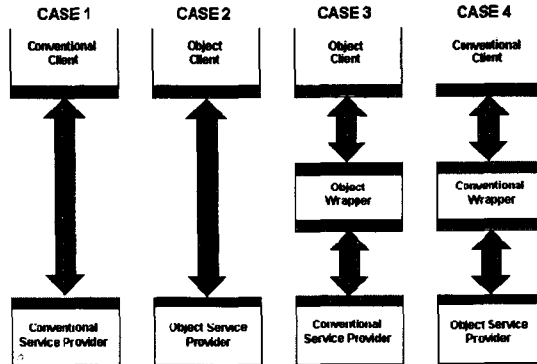 CASE 1
CASE 2
CASE 3
CASE 4
Conventional
Client
Object
Client
Object
Client
Conventional
Client
Object
Wrapper
Conventional
Wrapper
Conventional
Service Provider
Object Service
Provider
Conventional
Service Provider
Object Service
Provider